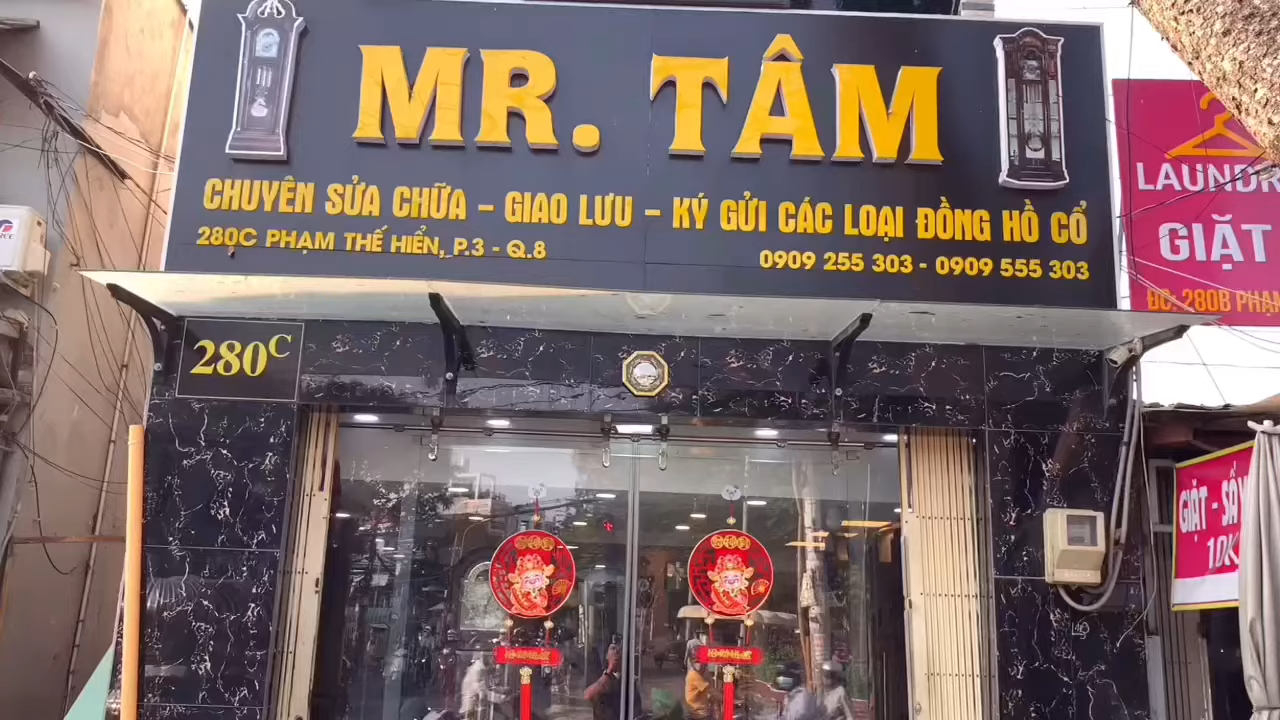 MR. TÂM
CHUYÊN SỬA CHỮA - GIAO LƯU - KÝ GỬI CÁC LOẠI ĐỒNG HỒ CỔ
280C PHẠM THẾ HIỂN, P.3 - Q.8
0909 255 303 - 0909 555 303
280C
LAUNDR
GIẶT
ĐC: 280B PHẠ
GIẶT - SẤY
10K